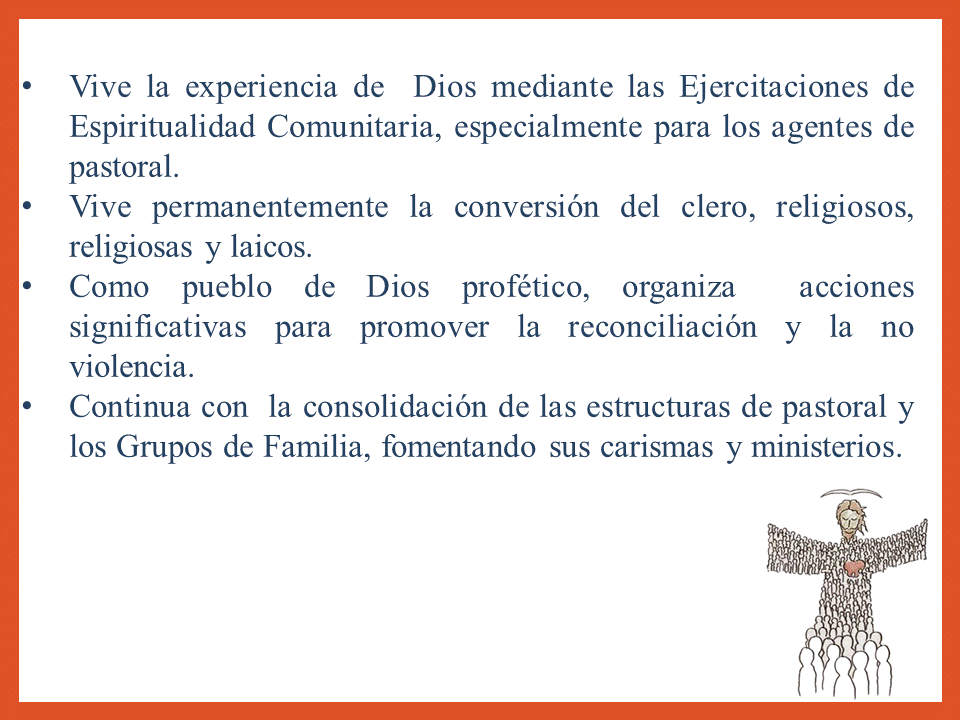 • Vive la experiencia de  Dios mediante las Ejercitaciones de
Espiritualidad Comunitaria, especialmente para los agentes de
pastoral.
• Vive permanentemente la conversión del clero, religiosos,
religiosas y laicos.
• Como pueblo de Dios profético, organiza  acciones
significativas para promover la reconciliación y la no
violencia.
• Continua con  la consolidación de las estructuras de pastoral y
los Grupos de Familia, fomentando sus carismas y ministerios.